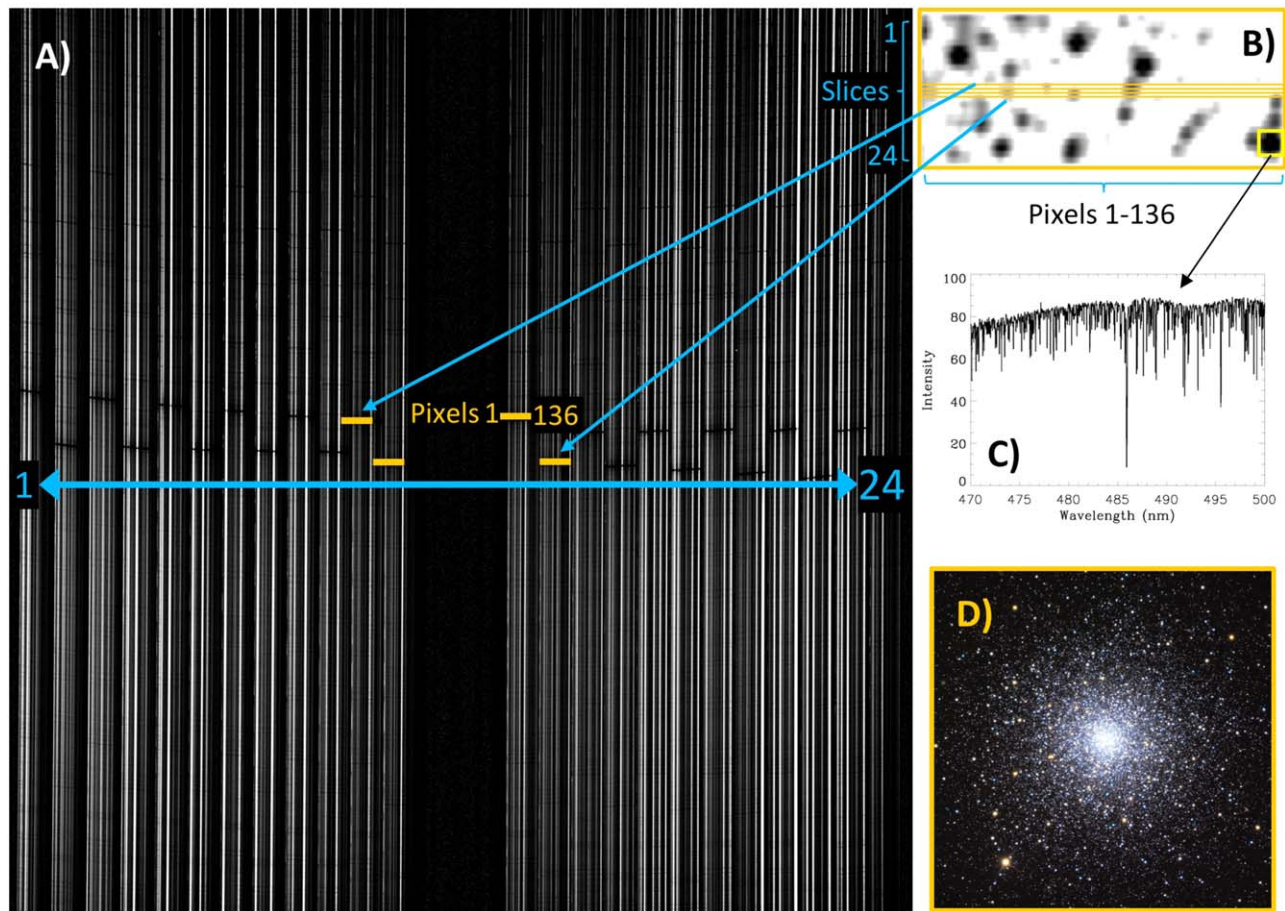 A)
1
24
Pixels 1
136
Slices
1
24
B)
Pixels 1-136
100
80
60
40
20
0
Intensity
C)
470 475 480 485 490 495 500
Wavelength (nm)
D)